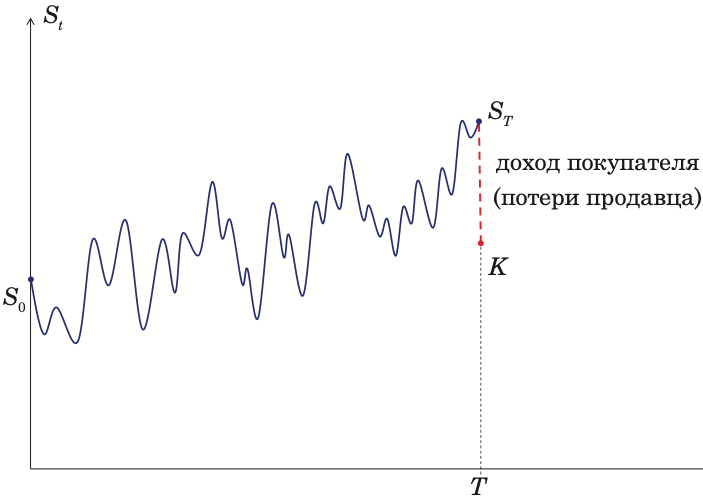 S_t
S_T
доход покупателя
(потери продавца)
K
S_0
T